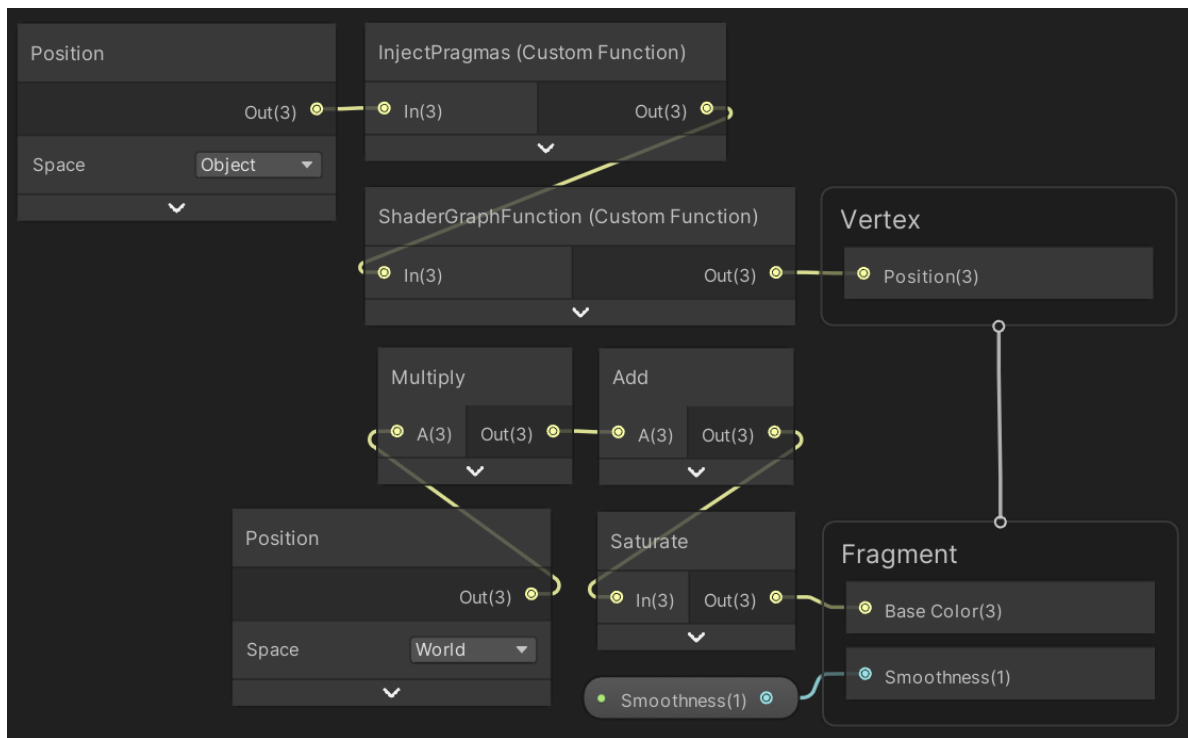 Position
Out(3)
Space
Object
InjectPragmas (Custom Function)
In(3)
Out(3)
ShaderGraphFunction (Custom Function)
In(3)
Out(3)
Vertex
Position(3)
Multiply
A(3)
Out(3)
Add
A(3)
Out(3)
Position
Out(3)
Space
World
Saturate
In(3)
Out(3)
Smoothness(1)
Fragment
Base Color(3)
Smoothness(1)